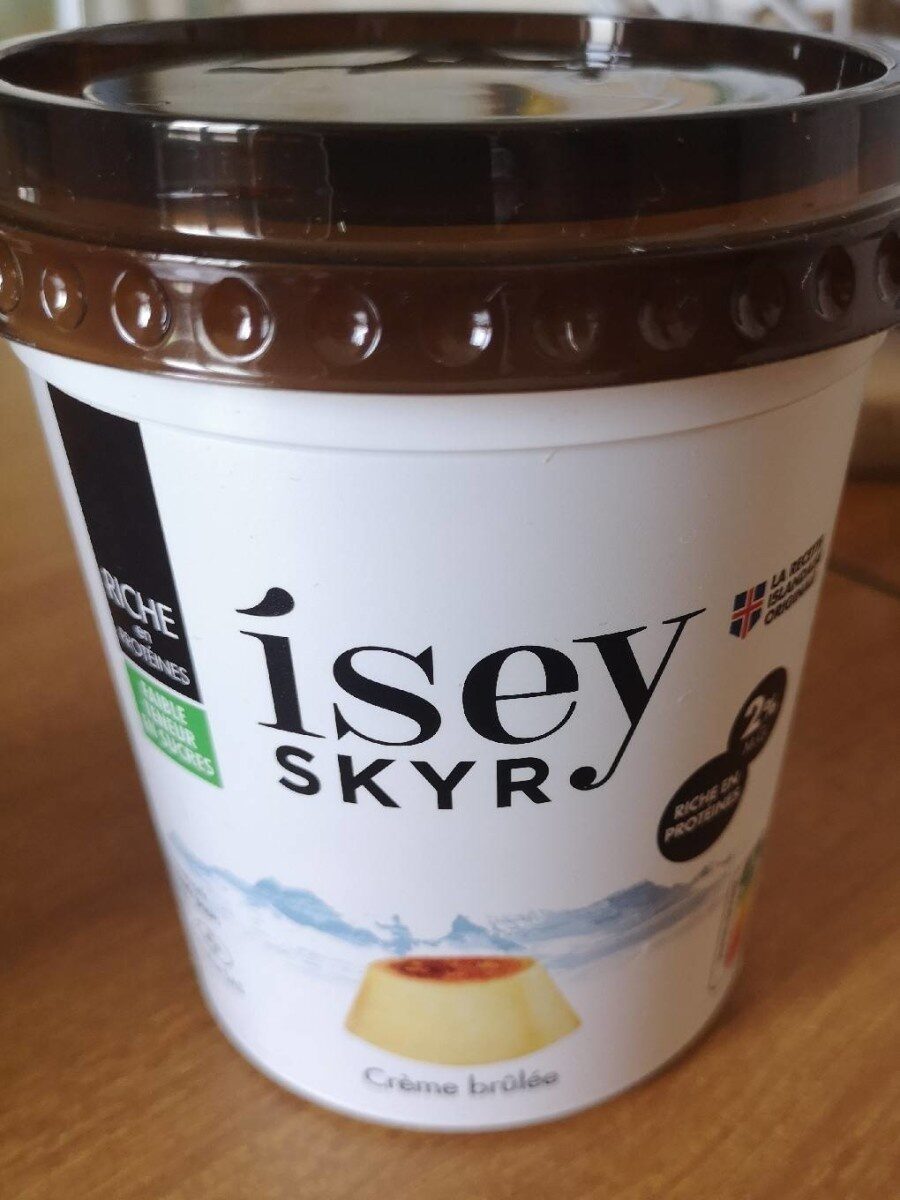 RICHE
en
PROTÉINES
FAIBLE
TENEUR
EN SUCRES
ísey
SKYR
LA RECETTE
ISLANDAISE
ORIGINALE
2%
RICHE EN
PROTÉINES
Crème brûlée